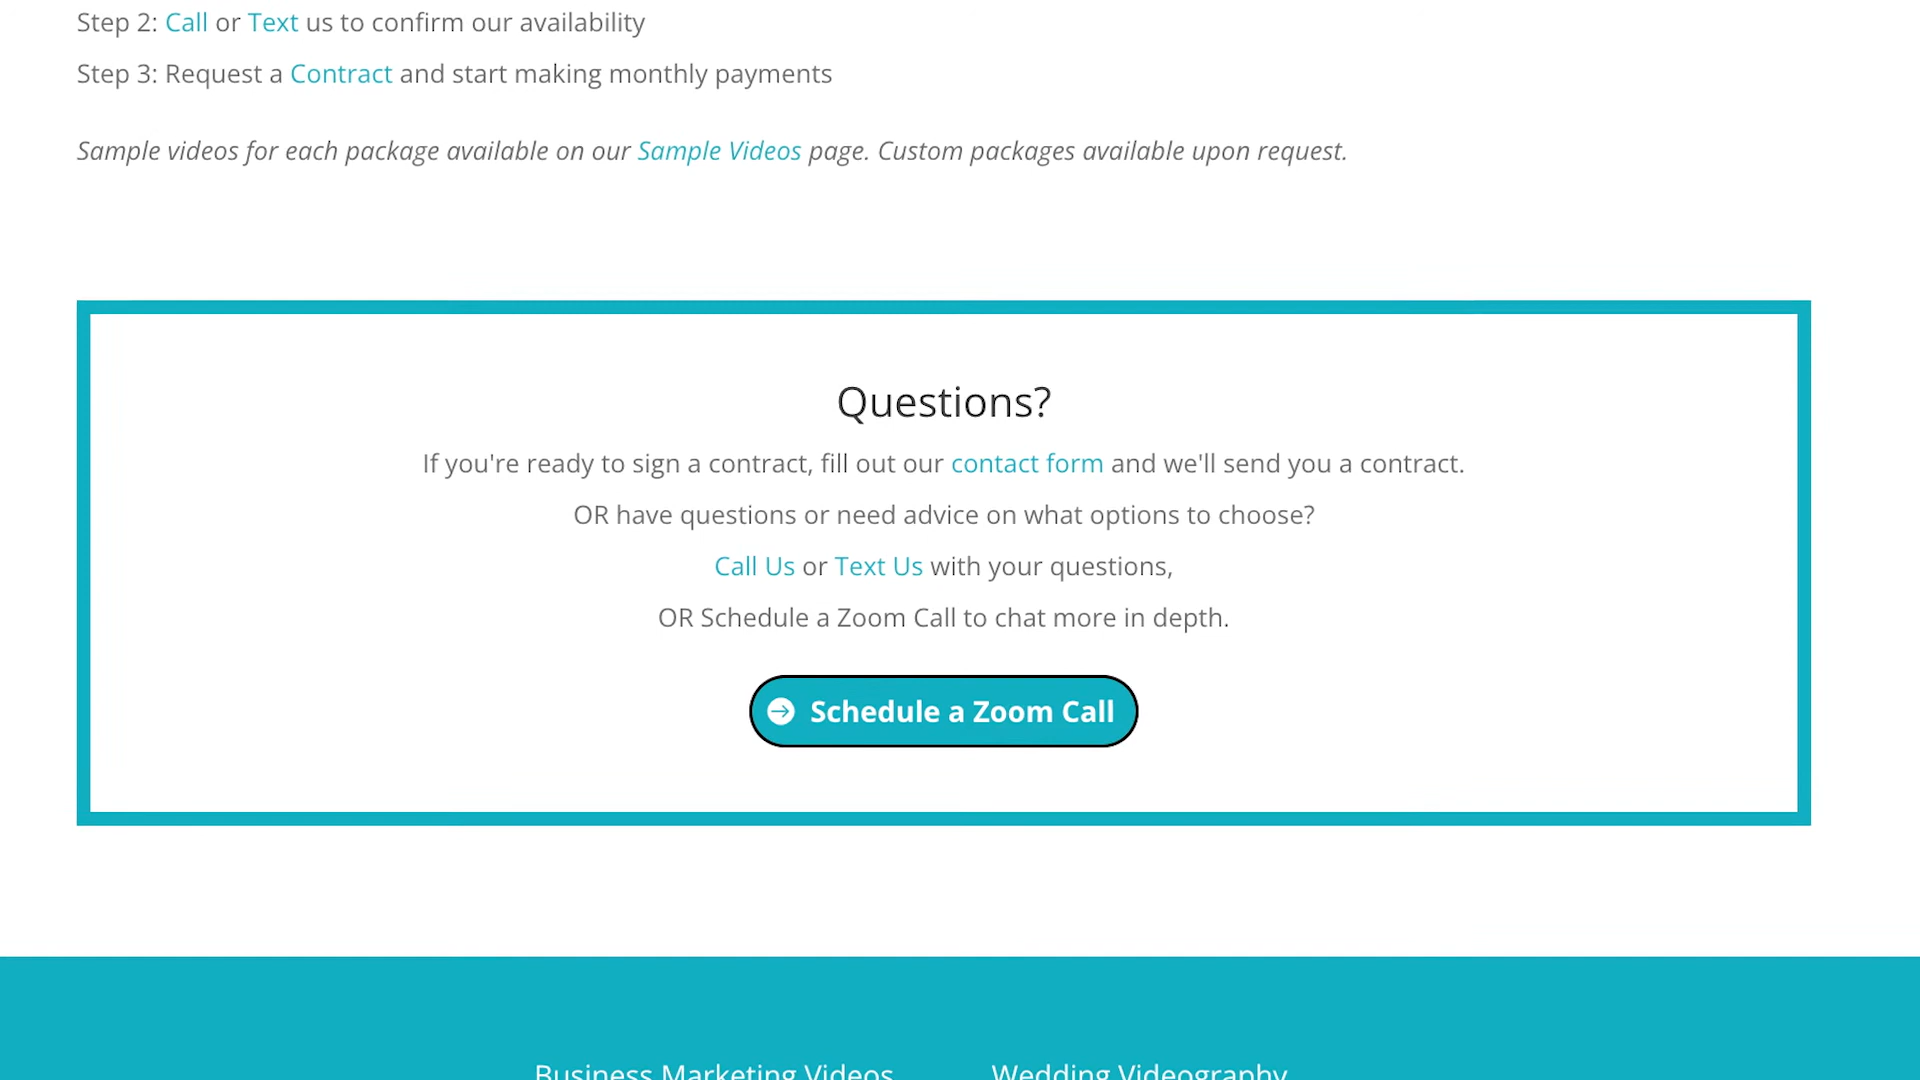 Step 2: Call or Text us to confirm our availability
Step 3: Request a Contract and start making monthly payments
Sample videos for each package available on our Sample Videos page. Custom packages available upon request.
Questions?
If you're ready to sign a contract, fill out our contact form and we'll send you a contract.
OR have questions or need advice on what options to choose?
Call Us or Text Us with your questions,
OR Schedule a Zoom Call to chat more in depth.
Schedule a Zoom Call
Business Marketing Videos
Wedding Videography